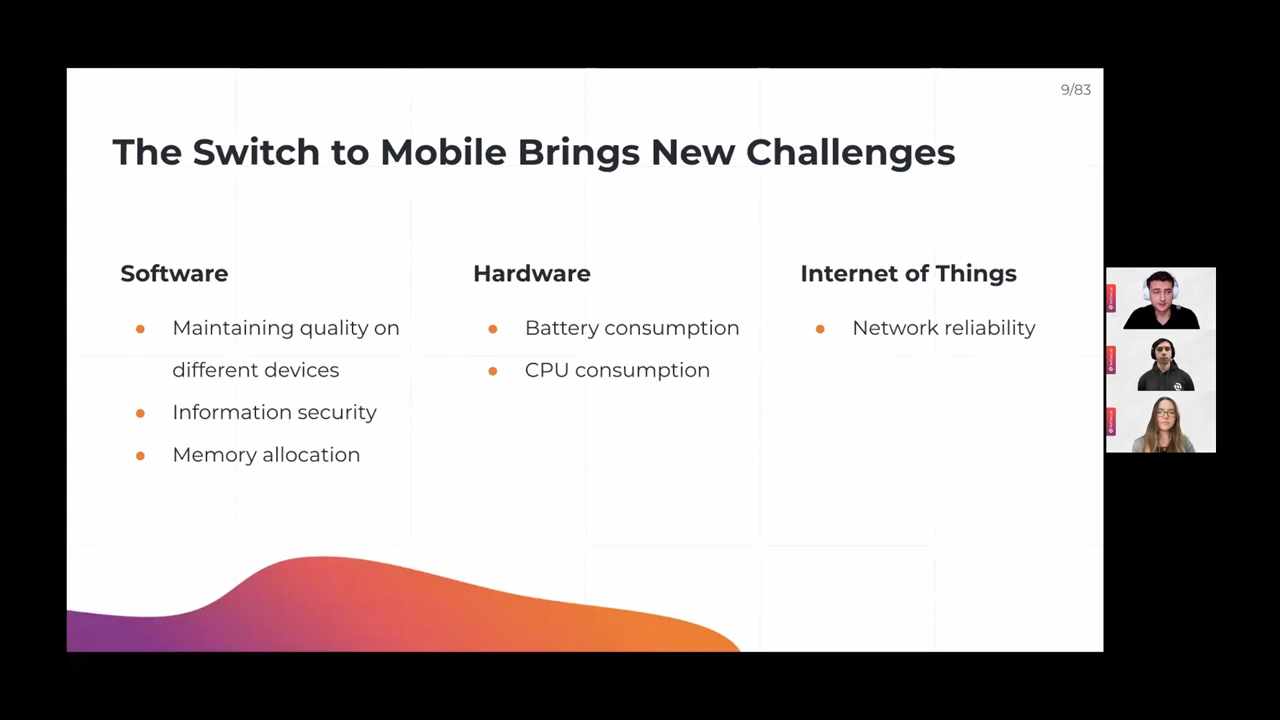 9/83
The Switch to Mobile Brings New Challenges
Software
Maintaining quality on
different devices
Information security
Memory allocation
Hardware
Battery consumption
CPU consumption
Internet of Things
Network reliability